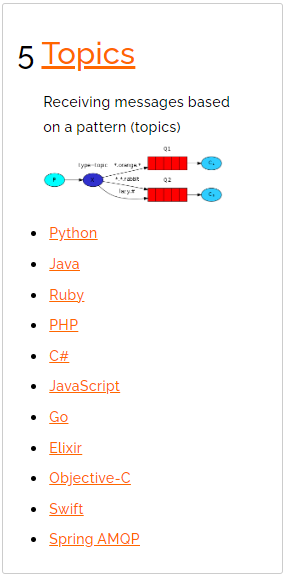 5 Topics
Receiving messages based
on a pattern (topics)
Q1
type=topic *.orange.*
C₁
P
X
*.*.rabbit
Q2
lazy.#
C₂
Python
Java
Ruby
PHP
C#
JavaScript
Go
Elixir
Objective-C
Swift
Spring AMQP